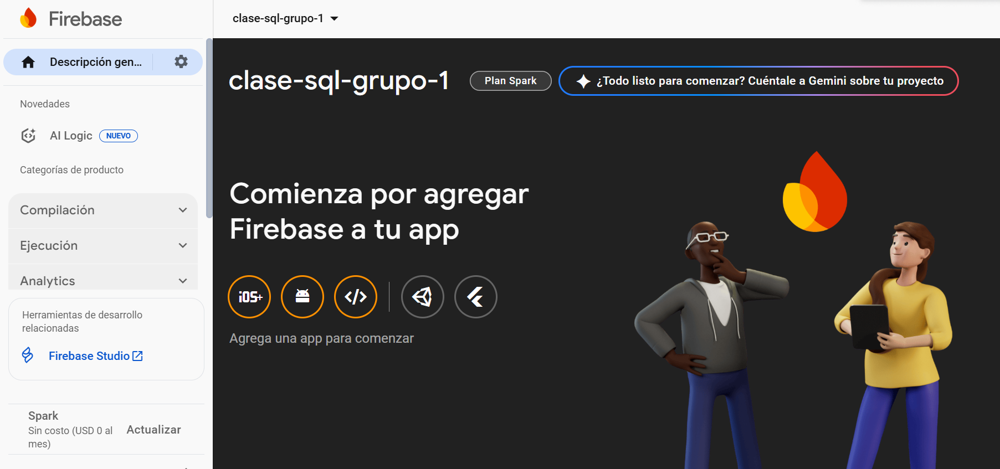 Firebase
clase-sql-grupo-1
Descripción gen...
clase-sql-grupo-1
Plan Spark
¿Todo listo para comenzar? Cuéntale a Gemini sobre tu proyecto
Novedades
AI Logic
NUEVO
Categorías de producto
Compilación
Ejecución
Analytics
Herramientas de desarrollo
relacionadas
Firebase Studio
Spark
Sin costo (USD 0 al
mes)
Actualizar
Comienza por agregar
Firebase a tu app
iOS+
Agrega una app para comenzar